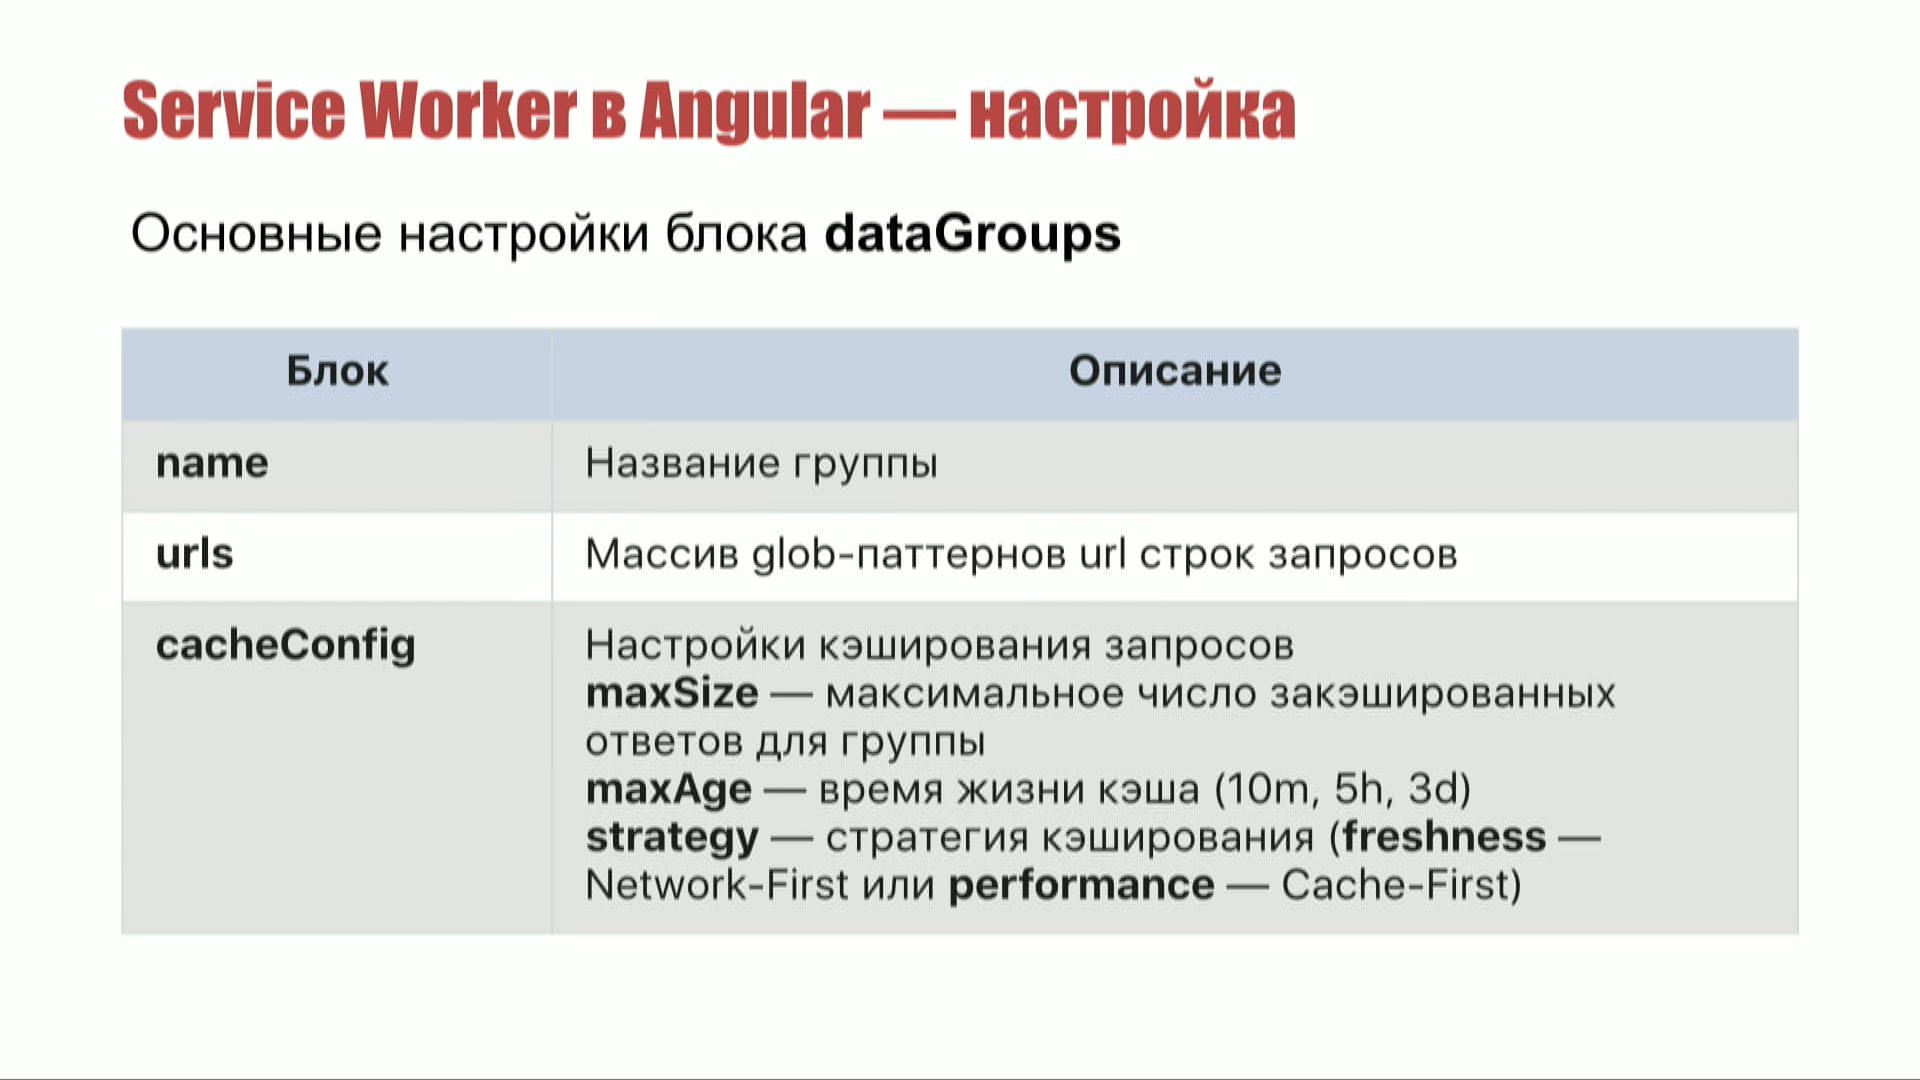 Service Worker в Angular — настройка
Основные настройки блока dataGroups
Блок
Описание
name
Название группы
urls
Массив glob-паттернов url строк запросов
cacheConfig
Настройки кэширования запросов
maxSize — максимальное число закэшированных
ответов для группы
maxAge — время жизни кэша (10m, 5h, 3d)
strategy — стратегия кэширования (freshness —
Network-First или performance — Cache-First)